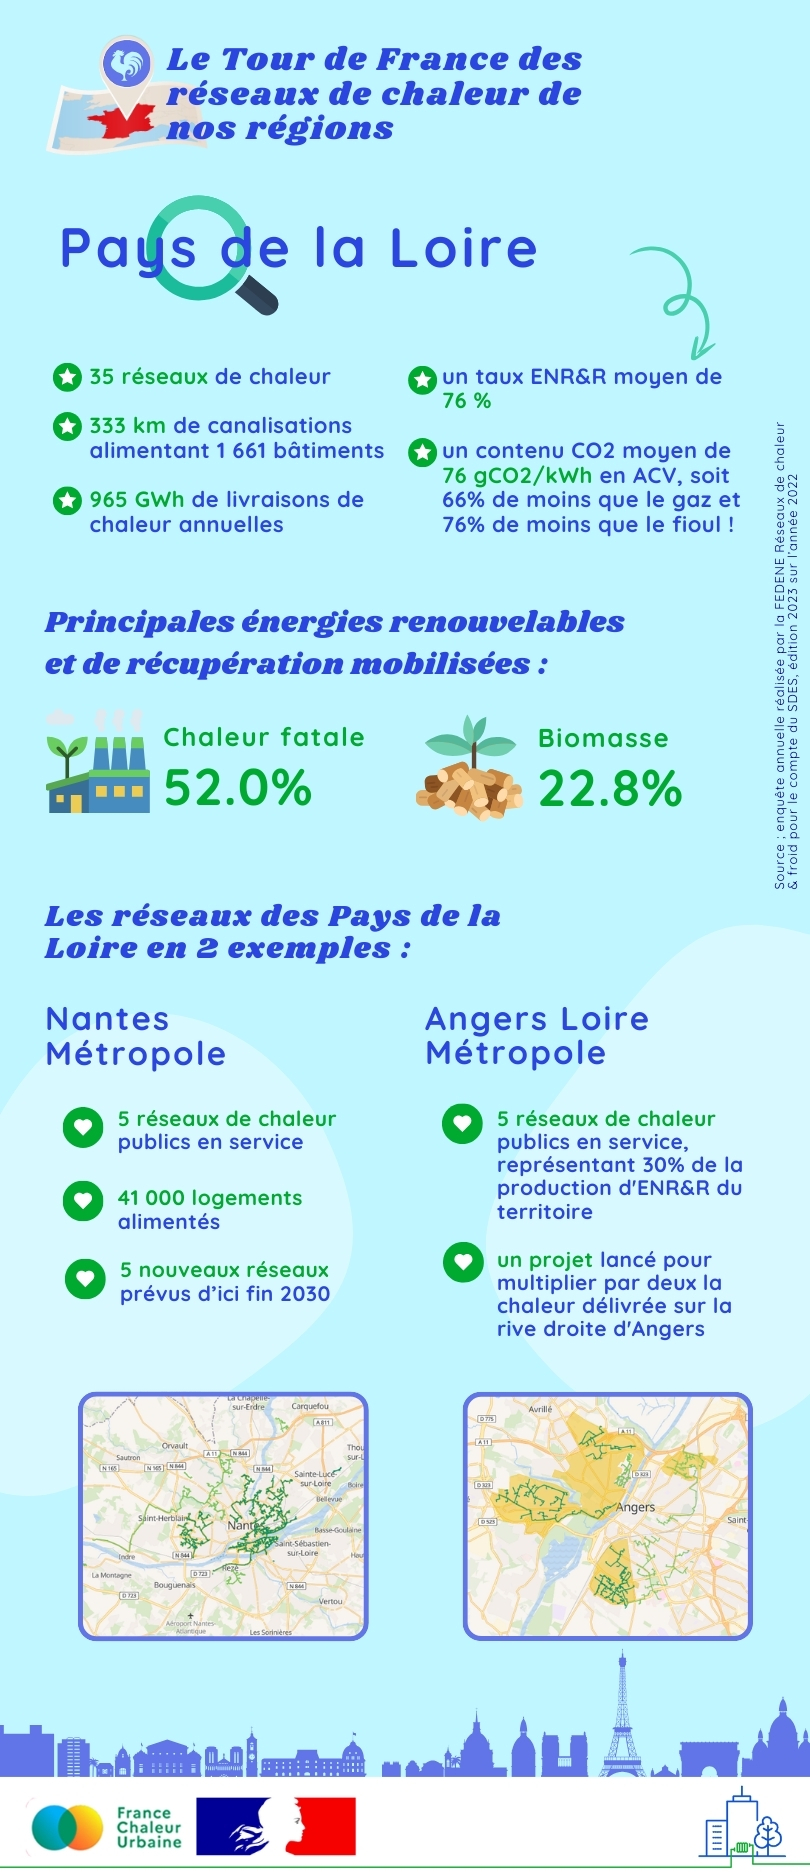 Le Tour de France des
réseaux de chaleur de
nos régions
Pays de la Loire
35 réseaux de chaleur
333 km de canalisations
alimentant 1 661 bâtiments
965 GWh de livraisons de
chaleur annuelles
un taux ENR&R moyen de
76 %
un contenu CO2 moyen de
76 gCO2/kWh en ACV, soit
66% de moins que le gaz et
76% de moins que le fioul !
Source : enquête annuelle réalisée par la FEDENE Réseaux de chaleur
& froid pour le compte du SDES, édition 2023 sur l'année 2022
Principales énergies renouvelables
et de récupération mobilisées :
Chaleur fatale
52.0%
Biomasse
22.8%
Les réseaux des Pays de la
Loire en 2 exemples :
Nantes
Métropole
5 réseaux de chaleur
publics en service
41 000 logements
alimentés
5 nouveaux réseaux
prévus d'ici fin 2030
Angers Loire
Métropole
5 réseaux de chaleur
publics en service,
représentant 30% de la
production d'ENR&R du
territoire
un projet lancé pour
multiplier par deux la
chaleur délivrée sur la
rive droite d'Angers
La Chapelle-
sur-Erdre
Carquefou
A 811
Orvault
A 11
N 844
Sautron
N 165
N 165
N 844
N 844
Sainte-Luce-
sur-Loire
Bellevue
Saint-Herblain
Nantes
Basse-Goulaine
Saint-Sébastien-
sur-Loire
Indre
N 844
Rezé
La Montagne
D 723
Bouguenais
N 844
D 723
Vertou
Aéroport Nantes-
Atlantique
Les Sorinières
Avrillé
D 775
A 11
A 11
D 323
D 323
Angers
D 523
Saint-
France
Chaleur
Urbaine